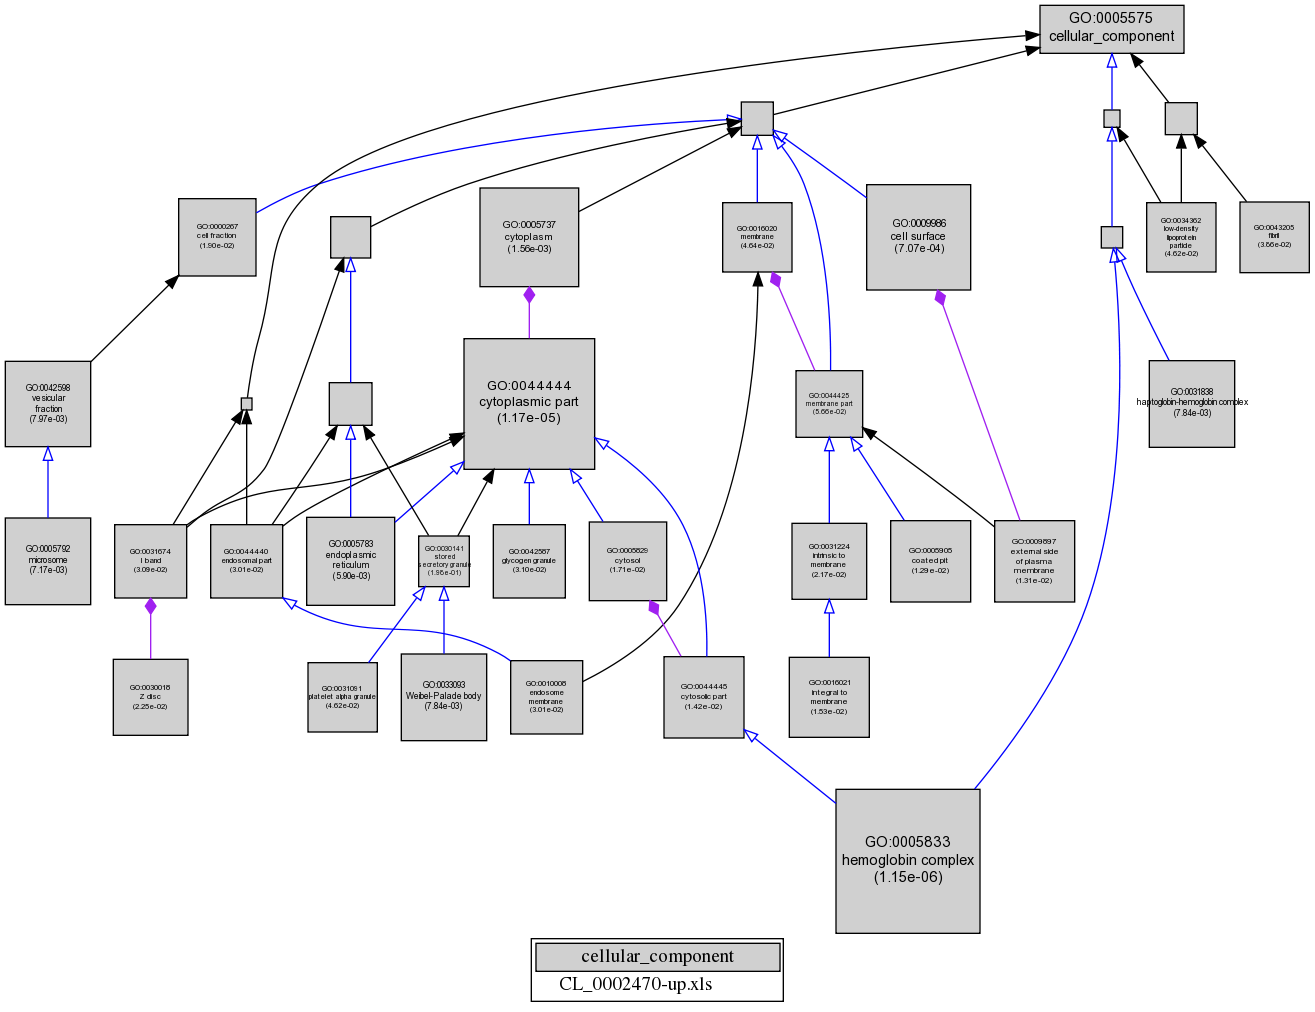 GO:0005575
cellular_component
GO:0000267
cell fraction
(1.90e-02)
GO:0005737
cytoplasm
(1.56e-03)
GO:0016020
membrane
(4.64e-02)
GO:0009986
cell surface
(7.07e-04)
GO:0034362
low-density
lipoprotein
particle
(4.62e-02)
GO:0043205
fibril
(3.66e-02)
GO:0042598
vesicular
fraction
(7.97e-03)
GO:0044444
cytoplasmic part
(1.17e-05)
GO:0044425
membrane part
(5.66e-02)
GO:0031838
haptoglobin-hemoglobin complex
(7.84e-03)
GO:0005792
microsome
(7.17e-03)
GO:0031674
I band
(3.09e-02)
GO:0044440
endosomal part
(3.01e-02)
GO:0005783
endoplasmic
reticulum
(5.90e-03)
GO:0030141
stored
secretory granule
(1.96e-01)
GO:0042587
glycogen granule
(3.10e-02)
GO:0005829
cytosol
(1.71e-02)
GO:0031224
intrinsic to
membrane
(2.17e-02)
GO:0005905
coated pit
(1.29e-02)
GO:0009897
external side
of plasma
membrane
(1.31e-02)
GO:0030018
Z disc
(2.25e-02)
GO:0031091
platelet alpha granule
(4.62e-02)
GO:0033093
Weibel-Palade body
(7.84e-03)
GO:0010008
endosome
membrane
(3.01e-02)
GO:0044445
cytosolic part
(1.42e-02)
GO:0016021
integral to
membrane
(1.53e-02)
GO:0005833
hemoglobin complex
(1.15e-06)
cellular_component
CL_0002470-up.xls